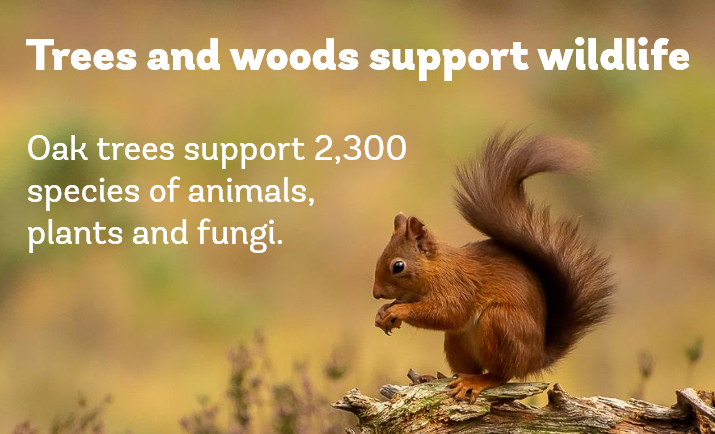 Trees and woods support wildlife
Oak trees support 2,300
species of animals,
plants and fungi.